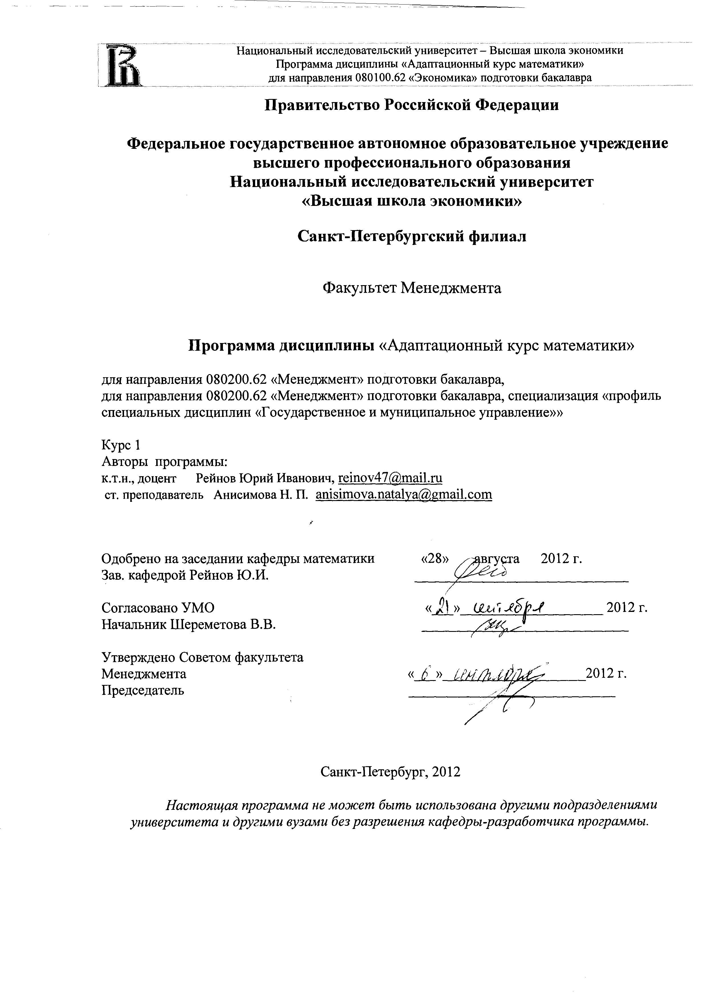 Национальный исследовательский университет – Высшая школа экономики
Программа дисциплины «Адаптационный курс математики»
для направления 080100.62 «Экономика» подготовки бакалавра
Правительство Российской Федерации
Федеральное государственное автономное образовательное учреждение
высшего профессионального образования
Национальный исследовательский университет
«Высшая школа экономики»
Санкт-Петербургский филиал
Факультет Менеджмента
Программа дисциплины «Адаптационный курс математики»
для направления 080200.62 «Менеджмент» подготовки бакалавра,
для направления 080200.62 «Менеджмент» подготовки бакалавра, специализация «профиль
специальных дисциплин «Государственное и муниципальное управление»»
Курс 1
Авторы программы:
к.т.н., доцент Рейнов Юрий Иванович, reinov47@mail.ru
ст. преподаватель Анисимова Н. П. anisimova.natalya@gmail.com
Одобрено на заседании кафедры математики «28» августа 2012 г.
Зав. кафедрой Рейнов Ю.И.
Согласовано УМО «21» сентября 2012 г.
Начальник Шереметова В.В.
Утверждено Советом факультета
Менеджмента «6» сентября 2012 г.
Председатель
Санкт-Петербург, 2012
Настоящая программа не может быть использована другими подразделениями
университета и другими вузами без разрешения кафедры-разработчика программы.